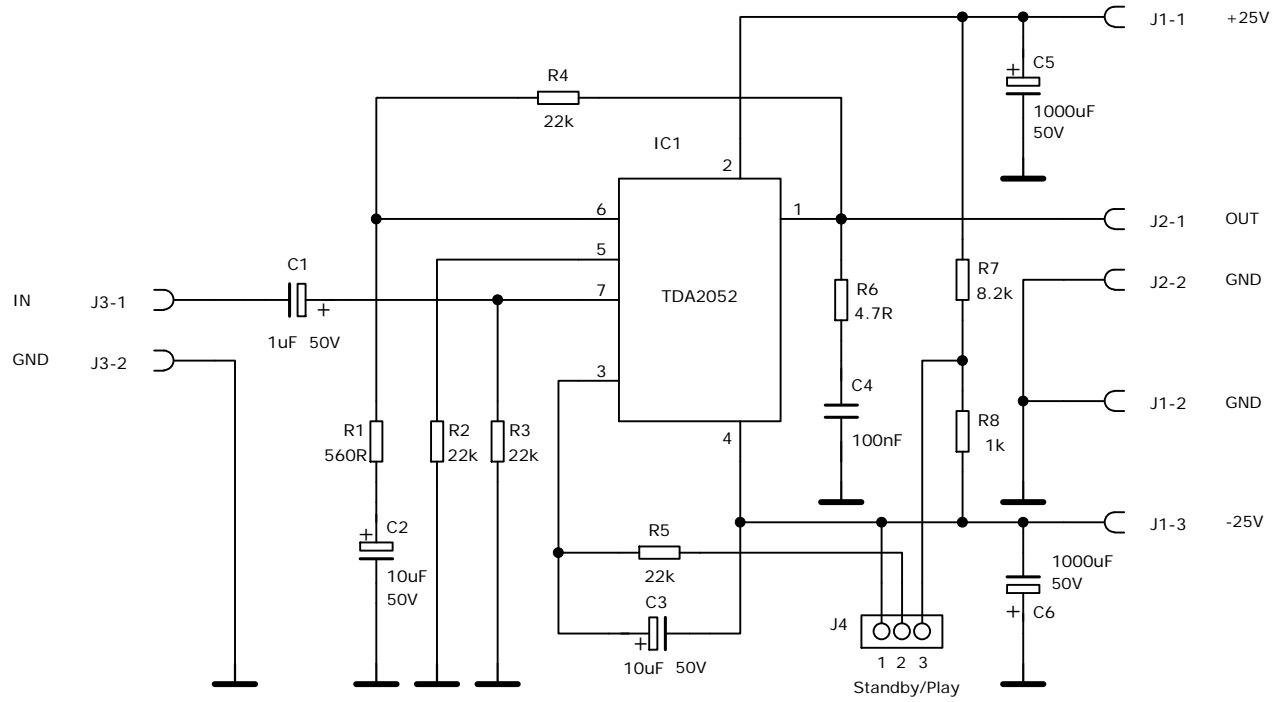 J1-1 +25V
C5
+
1000uF
50V
R4
22k
IC1
2
6
1
J2-1 OUT
5
C1
7
IN J3-1
+
1uF 50V
TDA2052
R7
8.2k
J2-2 GND
R6
4.7R
GND J3-2
3
C4
100nF
J1-2 GND
R1
560R
R2
22k
R3
22k
4
R8
1k
C2
+
10uF
50V
J1-3 -25V
R5
22k
1000uF
50V
+ C6
C3
+
10uF 50V
J4
1 2 3
Standby/Play